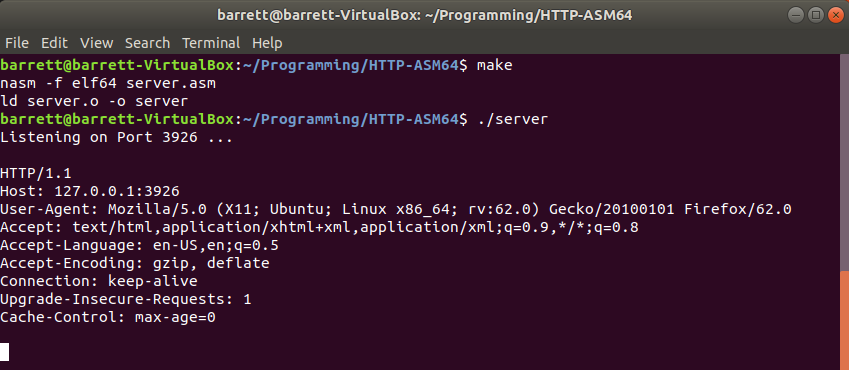 barrett@barrett-VirtualBox: ~/Programming/HTTP-ASM64
File Edit View Search Terminal Help
barrett@barrett-VirtualBox:~/Programming/HTTP-ASM64$ make
nasm -f elf64 server.asm
ld server.o -o server
barrett@barrett-VirtualBox:~/Programming/HTTP-ASM64$ ./server
Listening on Port 3926 ...
HTTP/1.1
Host: 127.0.0.1:3926
User-Agent: Mozilla/5.0 (X11; Ubuntu; Linux x86_64; rv:62.0) Gecko/20100101 Firefox/62.0
Accept: text/html,application/xhtml+xml,application/xml;q=0.9,*/*;q=0.8
Accept-Language: en-US,en;q=0.5
Accept-Encoding: gzip, deflate
Connection: keep-alive
Upgrade-Insecure-Requests: 1
Cache-Control: max-age=0